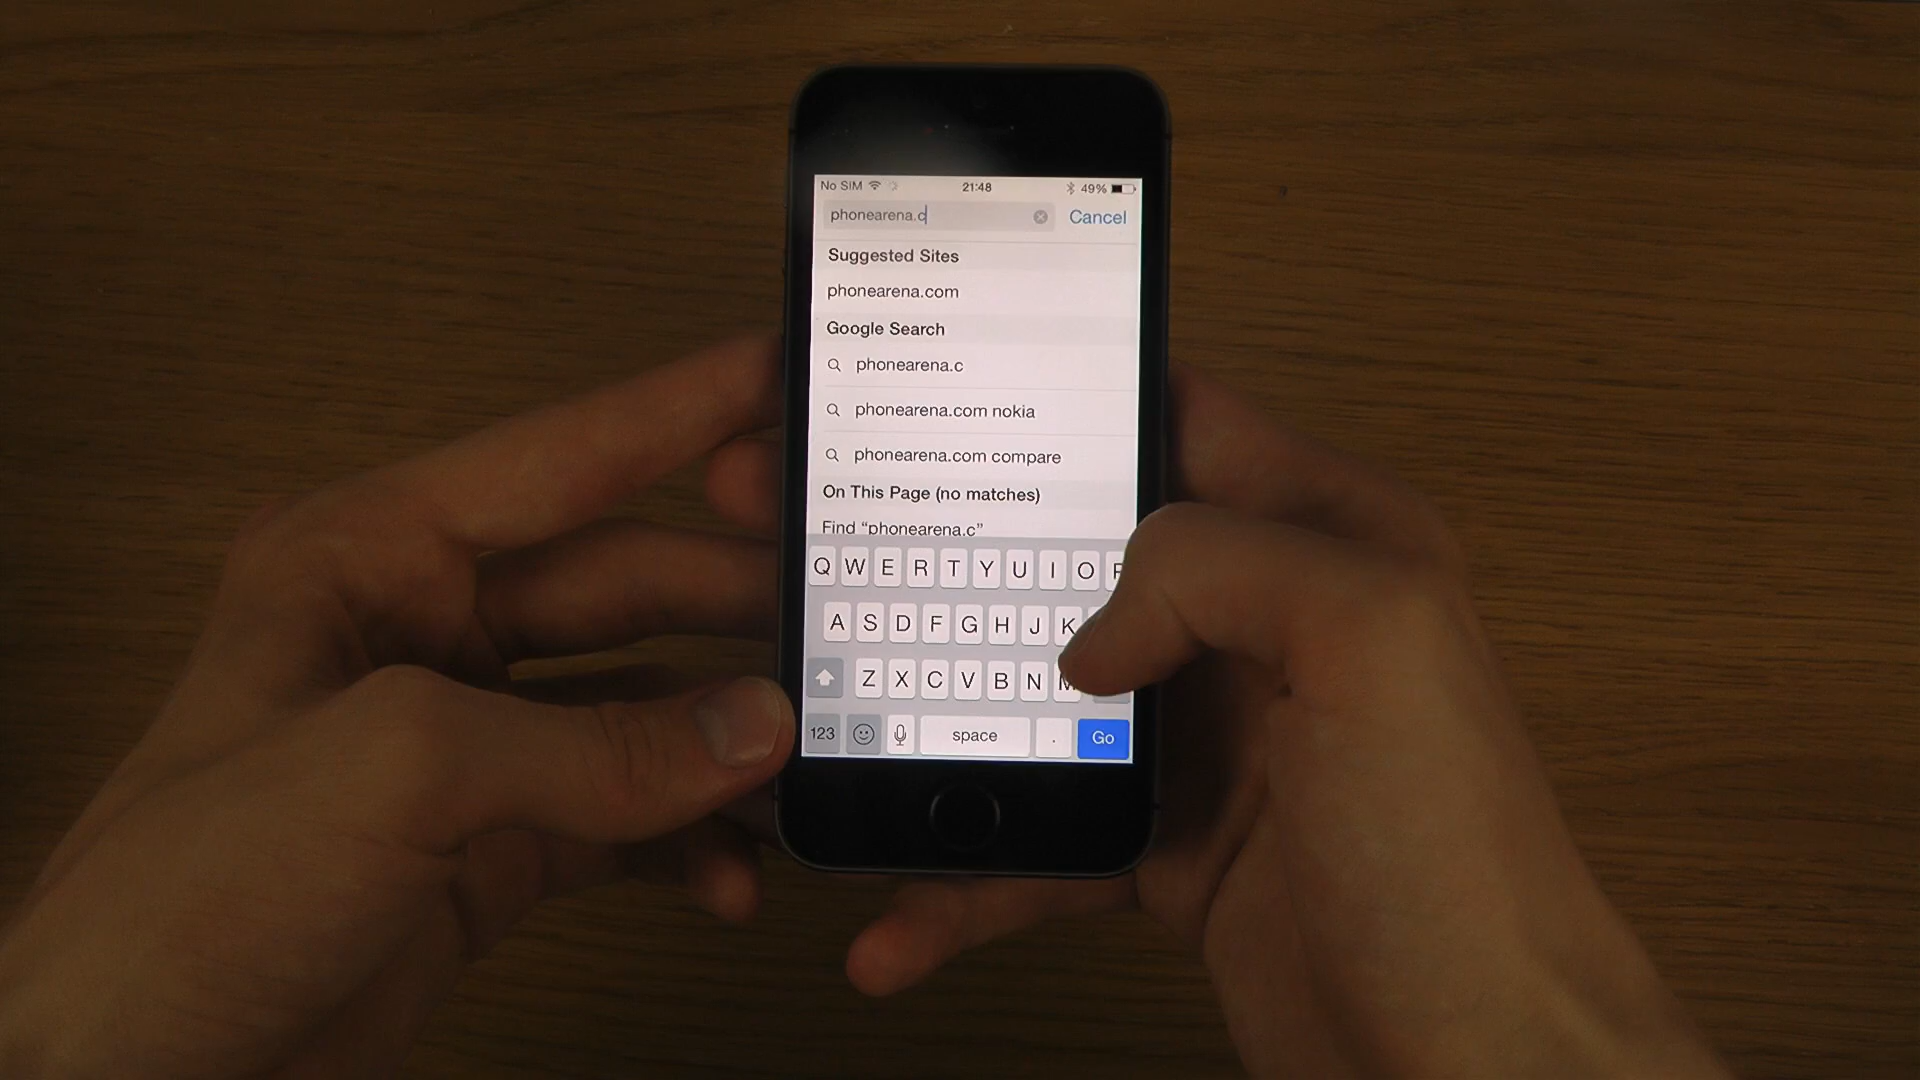 No SIM 21:48 49%
phonearena.c Cancel
Suggested Sites
phonearena.com
Google Search
phonearena.c
phonearena.com nokia
phonearena.com compare
On This Page (no matches)
Find “phonearena.c”
Q W E R T Y U I O P
A S D F G H J K
Z X C V B N M
123 space . Go